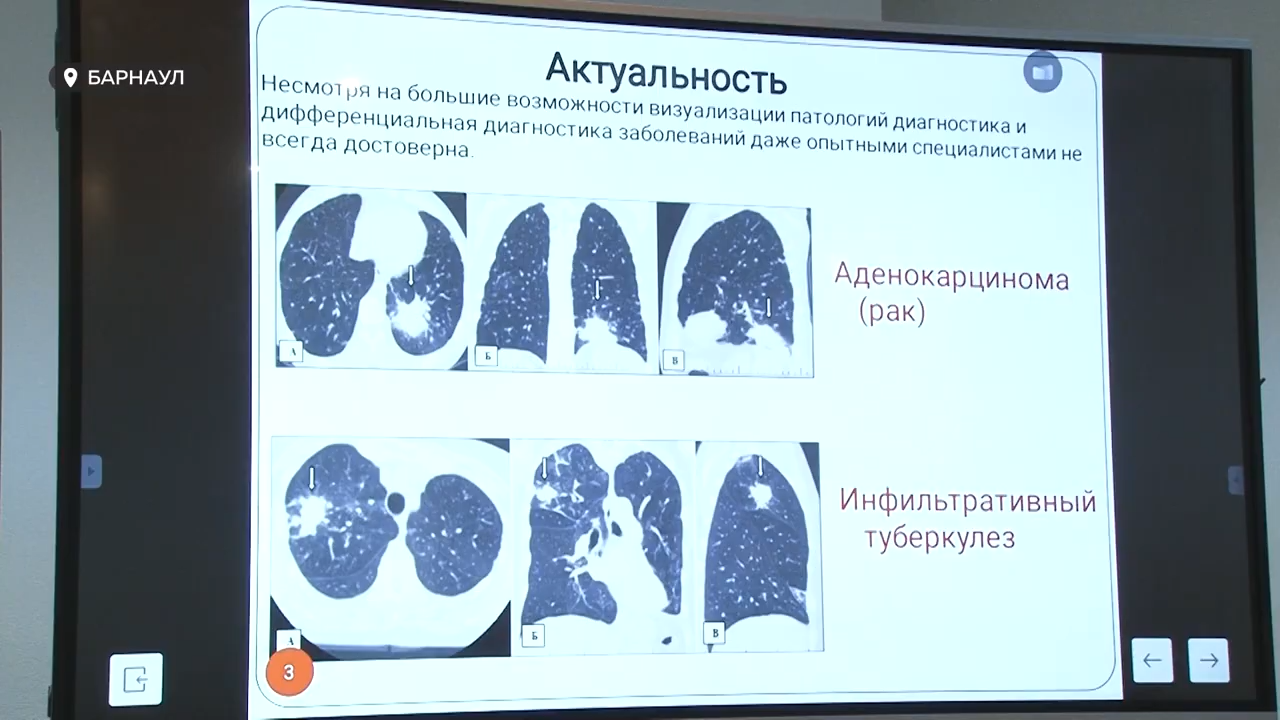 БАРНАУЛ
Актуальность
Несмотря на большие возможности визуализации патологий диагностика и
дифференциальная диагностика заболеваний даже опытными специалистами не
всегда достоверна.
А
Б
В
Аденокарцинома
(рак)
А
Б
В
Инфильтративный
туберкулез
3